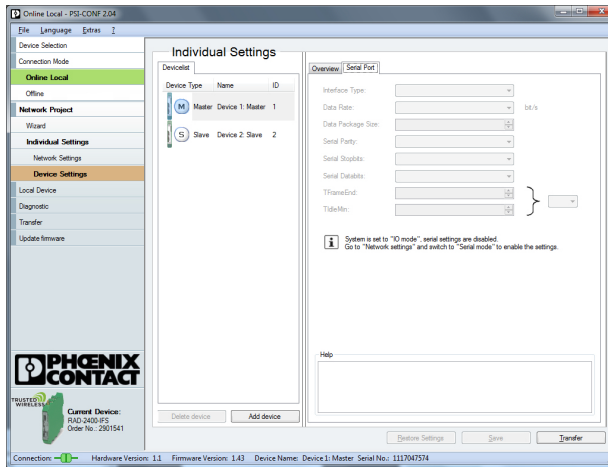 Online Local - PSI-CONF 2.04
File Language Extras ?
Device Selection
Connection Mode
Online Local
Offline
Network Project
Wizard
Individual Settings
Network Settings
Device Settings
Local Device
Diagnostic
Transfer
Update firmware
PHŒNIX
CONTACT
TRUSTED
WIRELESS
Current Device:
RAD-2400-IFS
Order No.: 2901541
Individual Settings
Devicelist
Device Type Name ID
M Master Device 1: Master 1
S Slave Device 2: Slave 2
Delete device Add device
Overview Serial Port
Interface Type:
Data Rate: bit/s
Data Package Size:
Serial Parity:
Serial Stopbits:
Serial Databits:
TFrameEnd:
TIdleMin:
System is set to "IO mode", serial settings are disabled.
Go to "Network settings" and switch to "Serial mode" to enable the settings.
Help
Restore Settings Save Transfer
Connection: Hardware Version: 1.1 Firmware Version: 1.43 Device Name: Device 1: Master Serial No.: 1117047574